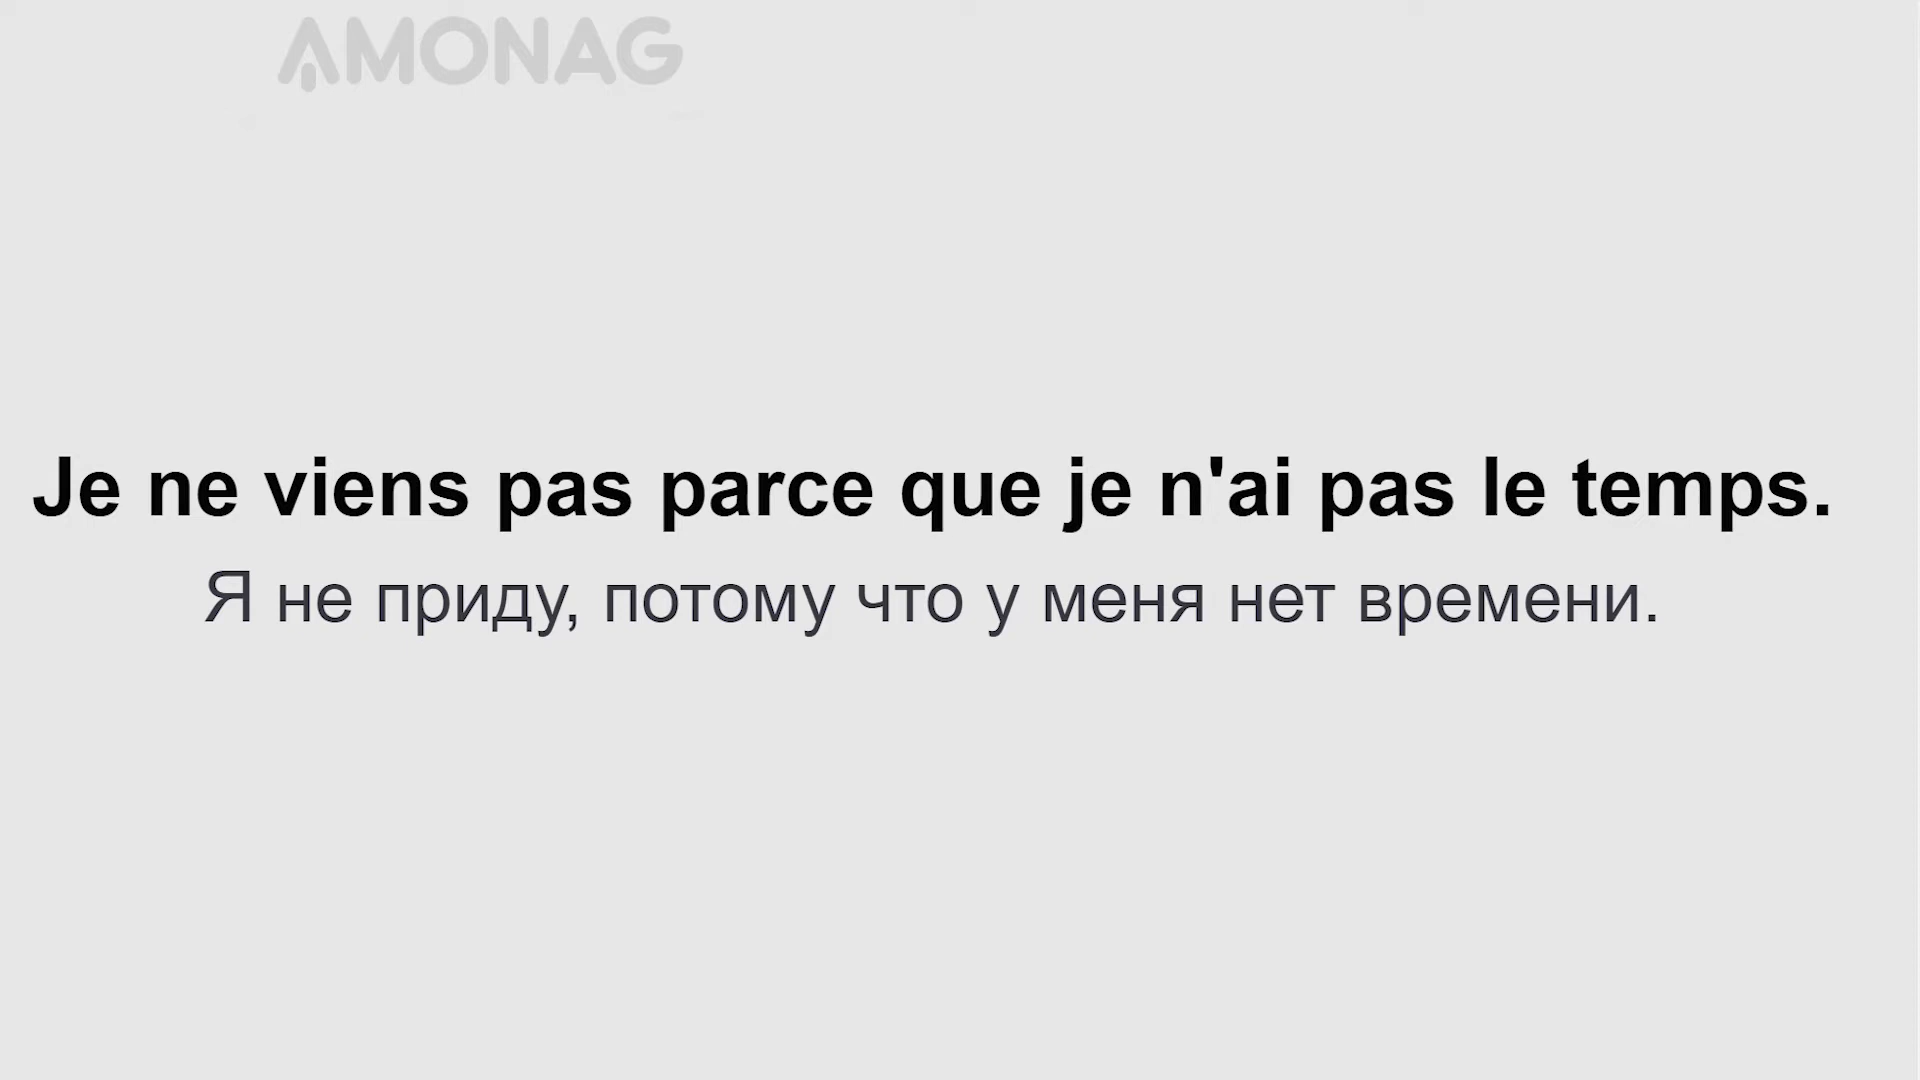 AMONAG
Je ne viens pas parce que je n'ai pas le temps.
Я не приду, потому что у меня нет времени.